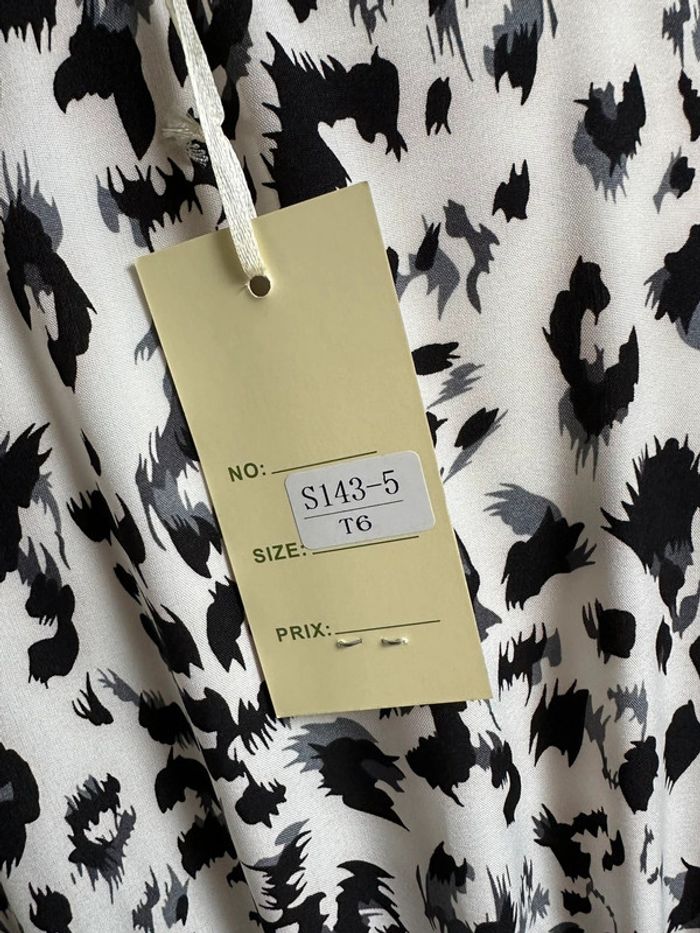 NO:
S143-5
T6
SIZE:
PRIX: